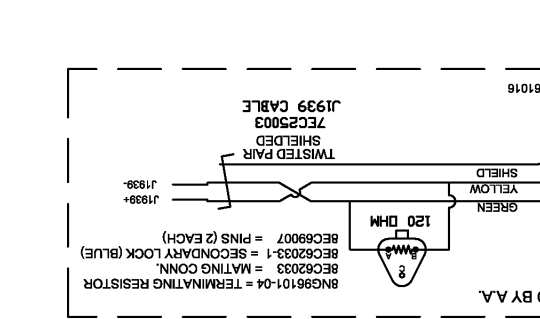 BY A.A.
8NG96101-04 = TERMINATING RESISTOR
8EC62033 = MATING CONN.
8EC62033-1 = SECONDARY LOCK (BLUE)
8EC69007 = PINS (2 EACH)
C
B A
120 OHM
GREEN
YELLOW
SHIELD
J1939+
J1939-
TWISTED PAIR
SHIELDED
7EC25003
J1939 CABLE
61016